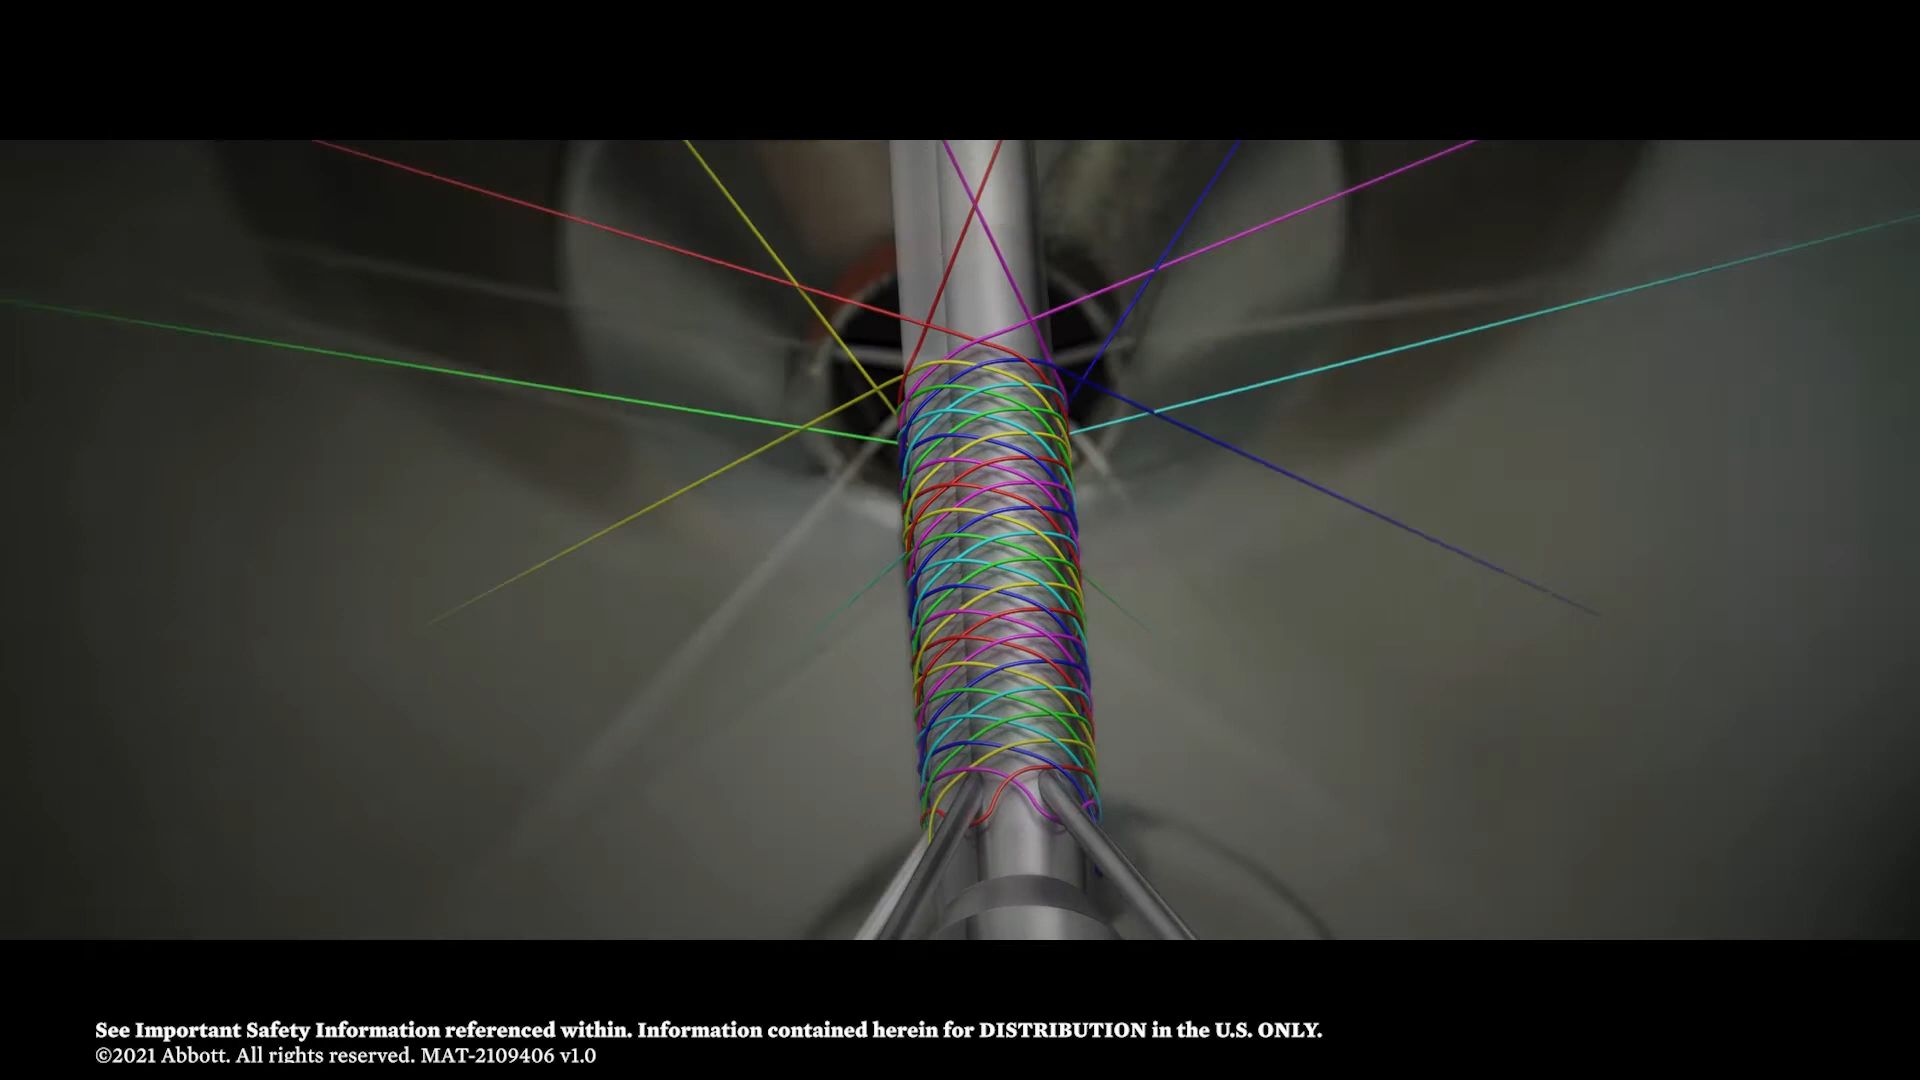 See Important Safety Information referenced within. Information contained herein for DISTRIBUTION in the U.S. ONLY.
©2021 Abbott. All rights reserved. MAT-2109406 v1.0